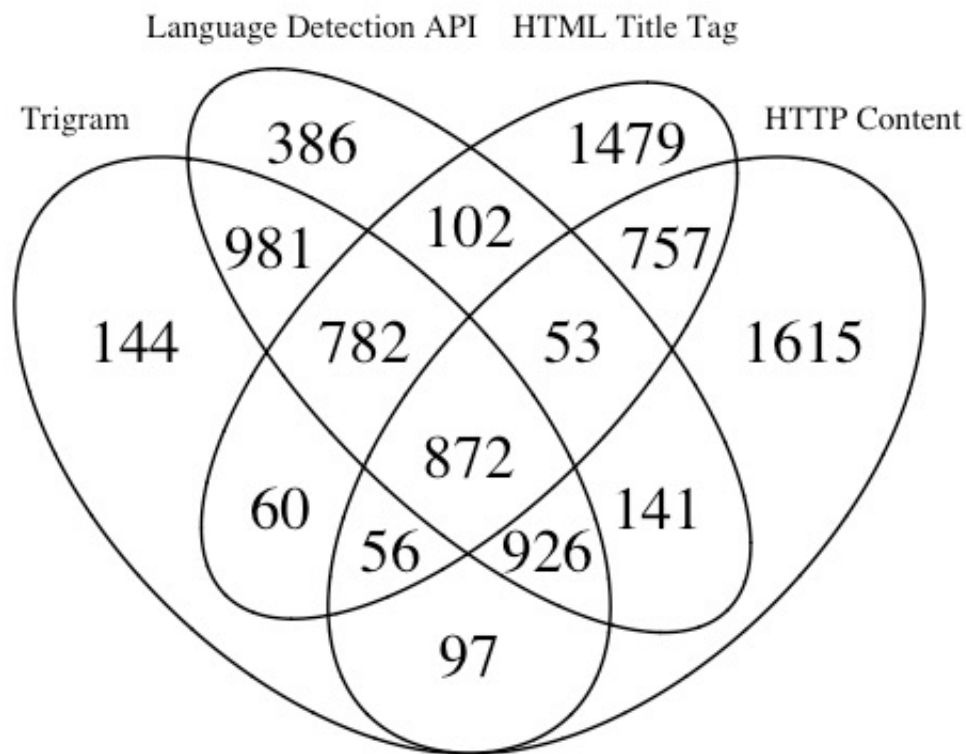 Language Detection API HTML Title Tag
Trigram HTTP Content
386 1479
981 102 757
144 782 53 1615
872
60 141
56 926
97